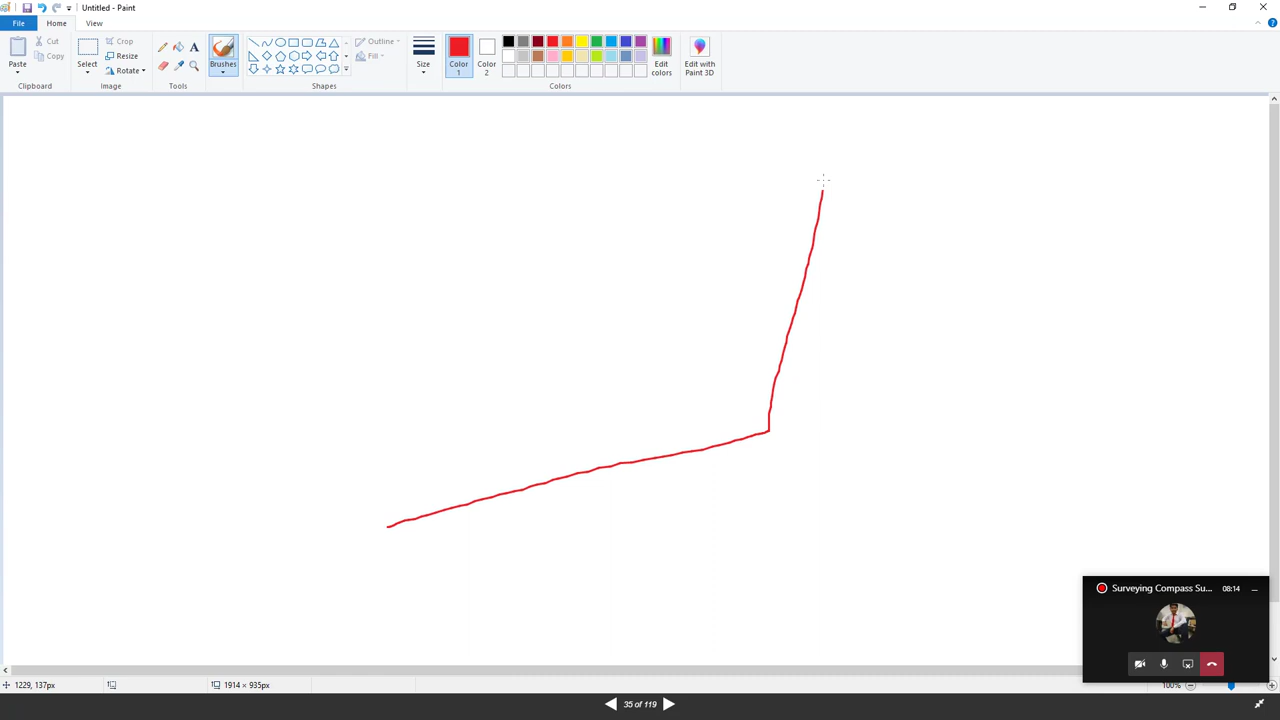 Untitled - Paint
File Home View
Paste
Cut
Copy
Clipboard
Select
Crop
Resize
Rotate
Image
A
Tools
Brushes
Outline
Fill
Shapes
Size
Color 1
Color 2
Edit colors
Edit with Paint 3D
Colors
Surveying Compass Su... 08:14
1229, 137px
1914 × 935px
100%
35 of 119